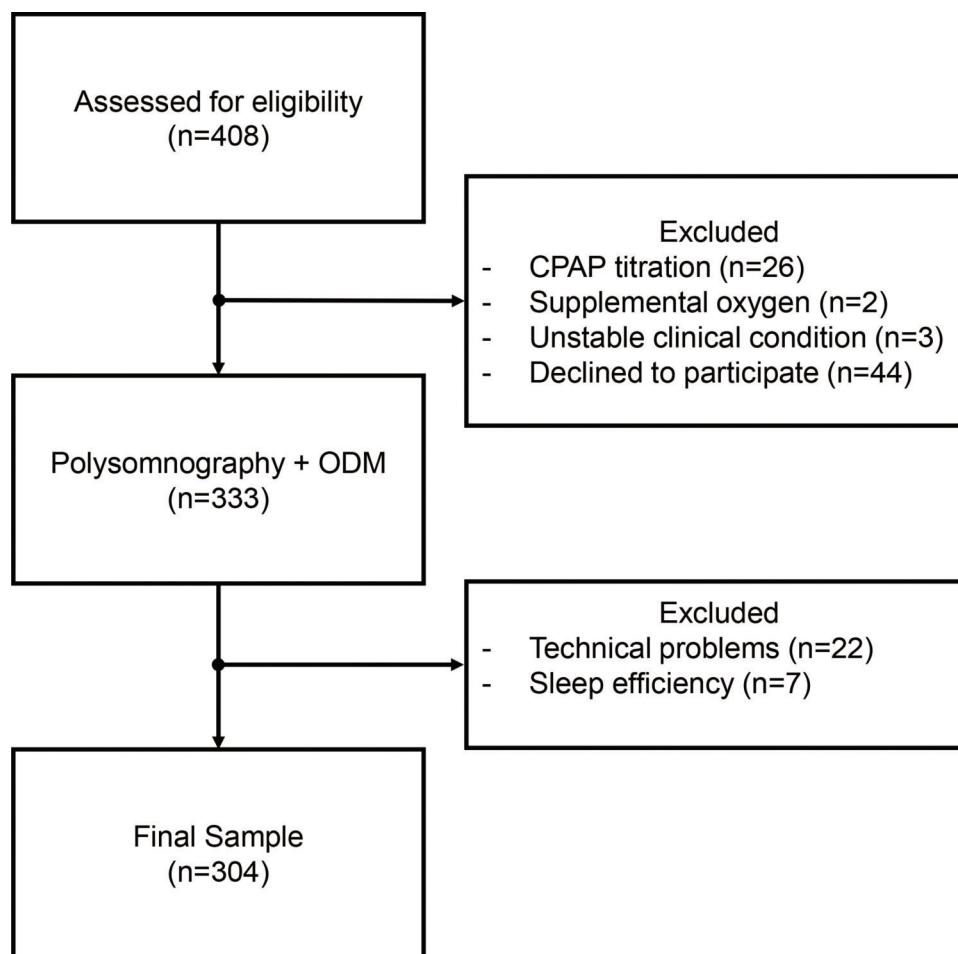 Assessed for eligibility
(n=408)
Excluded
- CPAP titration (n=26)
- Supplemental oxygen (n=2)
- Unstable clinical condition (n=3)
- Declined to participate (n=44)
Polysomnography + ODM
(n=333)
Excluded
- Technical problems (n=22)
- Sleep efficiency (n=7)
Final Sample
(n=304)